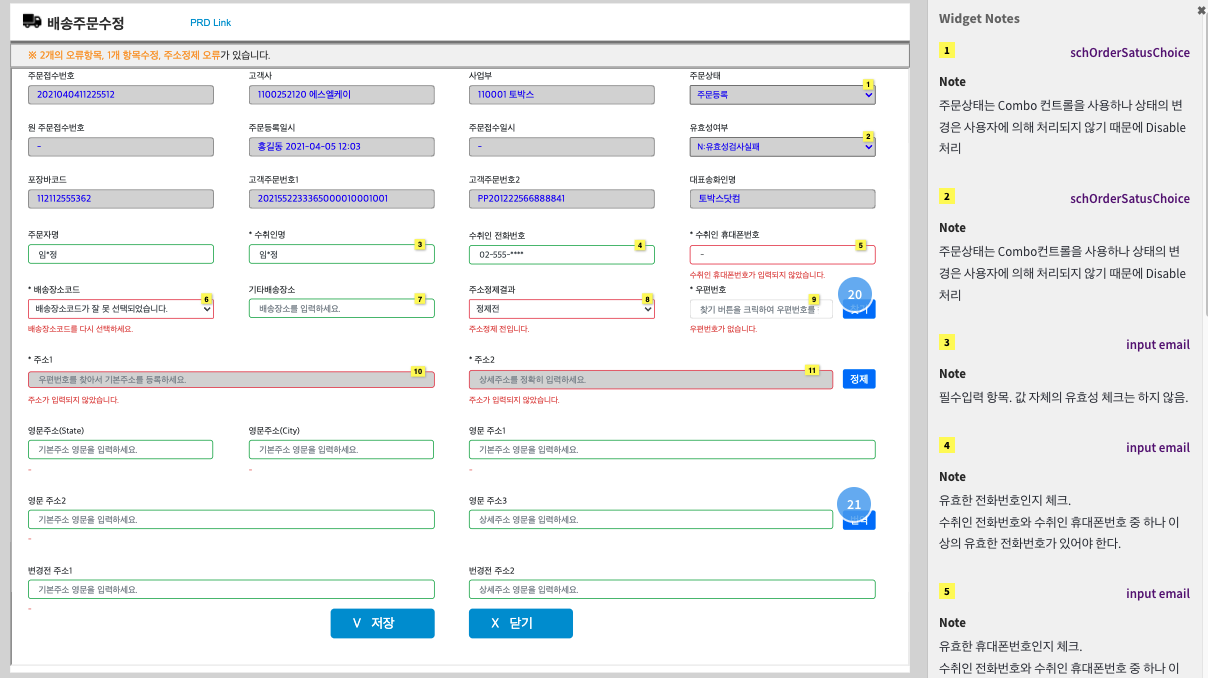 배송주문수정 PRD Link
※ 2개의 오류항목, 1개 항목수정, 주소정제 오류가 있습니다.
주문접수번호 고객사 사업부 주문상태
2021040411225512 1100252120 에스엘케이 110001 토박스 주문등록 1
원 주문접수번호 주문등록일시 주문접수일시 유효성여부
- 홍길동 2021-04-05 12:03 - N:유효성검사실패 2
포장바코드 고객주문번호1 고객주문번호2 대표송화인명
112112555362 2021552233365000010001001 PP201222566888841 토박스닷컴
주문자명 * 수취인명 수취인 전화번호 * 수취인 휴대폰번호
임*정 임*정 3 02-555-**** 4 - 5
수취인 휴대폰번호가 입력되지 않았습니다.
* 배송장소코드 기타배송장소 주소정제결과 * 우편번호
배송장소코드가 잘 못 선택되었습니다. 6 배송장소를 입력하세요. 7 정제전 8 찾기 버튼을 크릭하여 우편번호를 9 20
배송장소코드를 다시 선택하세요. 주소정제 전입니다. 우편번호가 없습니다.
* 주소1 * 주소2
우편번호를 찾아서 기본주소를 등록하세요. 10 상세주소를 정확히 입력하세요. 11 정제
주소가 입력되지 않았습니다. 주소가 입력되지 않았습니다.
영문주소(State) 영문주소(City) 영문 주소1
기본주소 영문을 입력하세요. 기본주소 영문을 입력하세요. 기본주소 영문을 입력하세요.
- - -
영문 주소2 영문 주소3
기본주소 영문을 입력하세요. 상세주소 영문을 입력하세요. 21
-
변경전 주소1 변경전 주소2
기본주소 영문을 입력하세요. 상세주소 영문을 입력하세요.
-
V 저장 X 닫기
Widget Notes
1 schOrderSatusChoice
Note
주문상태는 Combo 컨트롤을 사용하나 상태의 변
경은 사용자에 의해 처리되지 않기 때문에 Disable
처리
2 schOrderSatusChoice
Note
주문상태는 Combo컨트롤을 사용하나 상태의 변
경은 사용자에 의해 처리되지 않기 때문에 Disable
처리
3 input email
Note
필수입력 항목. 값 자체의 유효성 체크는 하지 않음.
4 input email
Note
유효한 전화번호인지 체크.
수취인 전화번호와 수취인 휴대폰번호 중 하나 이
상의 유효한 전화번호가 있어야 한다.
5 input email
Note
유효한 휴대폰번호인지 체크.
수취인 전화번호와 수취인 휴대폰번호 중 하나 이